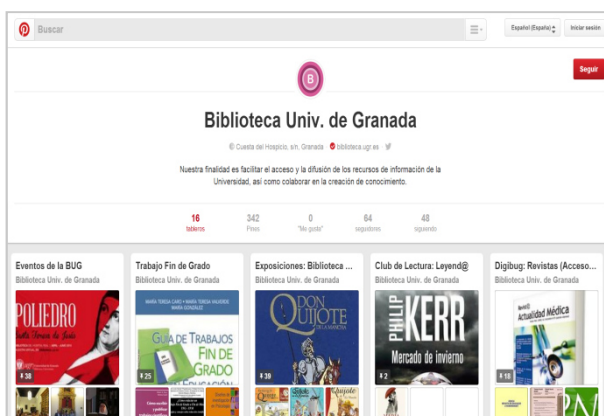 Buscar
Español (España)
Iniciar sesión
B
Seguir
Biblioteca Univ. de Granada
Cuesta del Hospicio, s/n. Granada biblioteca.ugr.es
Nuestra finalidad es facilitar el acceso y la difusión de los recursos de información de la
Universidad, así como colaborar en la creación de conocimiento.
16 342 0 64 48
tableros Pines "Me gusta" seguidores siguiendo
Eventos de la BUG
Biblioteca Univ. de Granada
POLIEDRO
38
Trabajo Fin de Grado
Biblioteca Univ. de Granada
GUÍA DE TRABAJOS
FIN DE
GRADO
25
Exposiciones: Biblioteca ...
Biblioteca Univ. de Granada
DON
QUIJOTE
DE LA MANCHA
39
Quijote
Club de Lectura: Leyend@
Biblioteca Univ. de Granada
PHILIP
KERR
Mercado de invierno
2
Digibug: Revistas (Acceso...
Biblioteca Univ. de Granada
Actualidad Médica
18